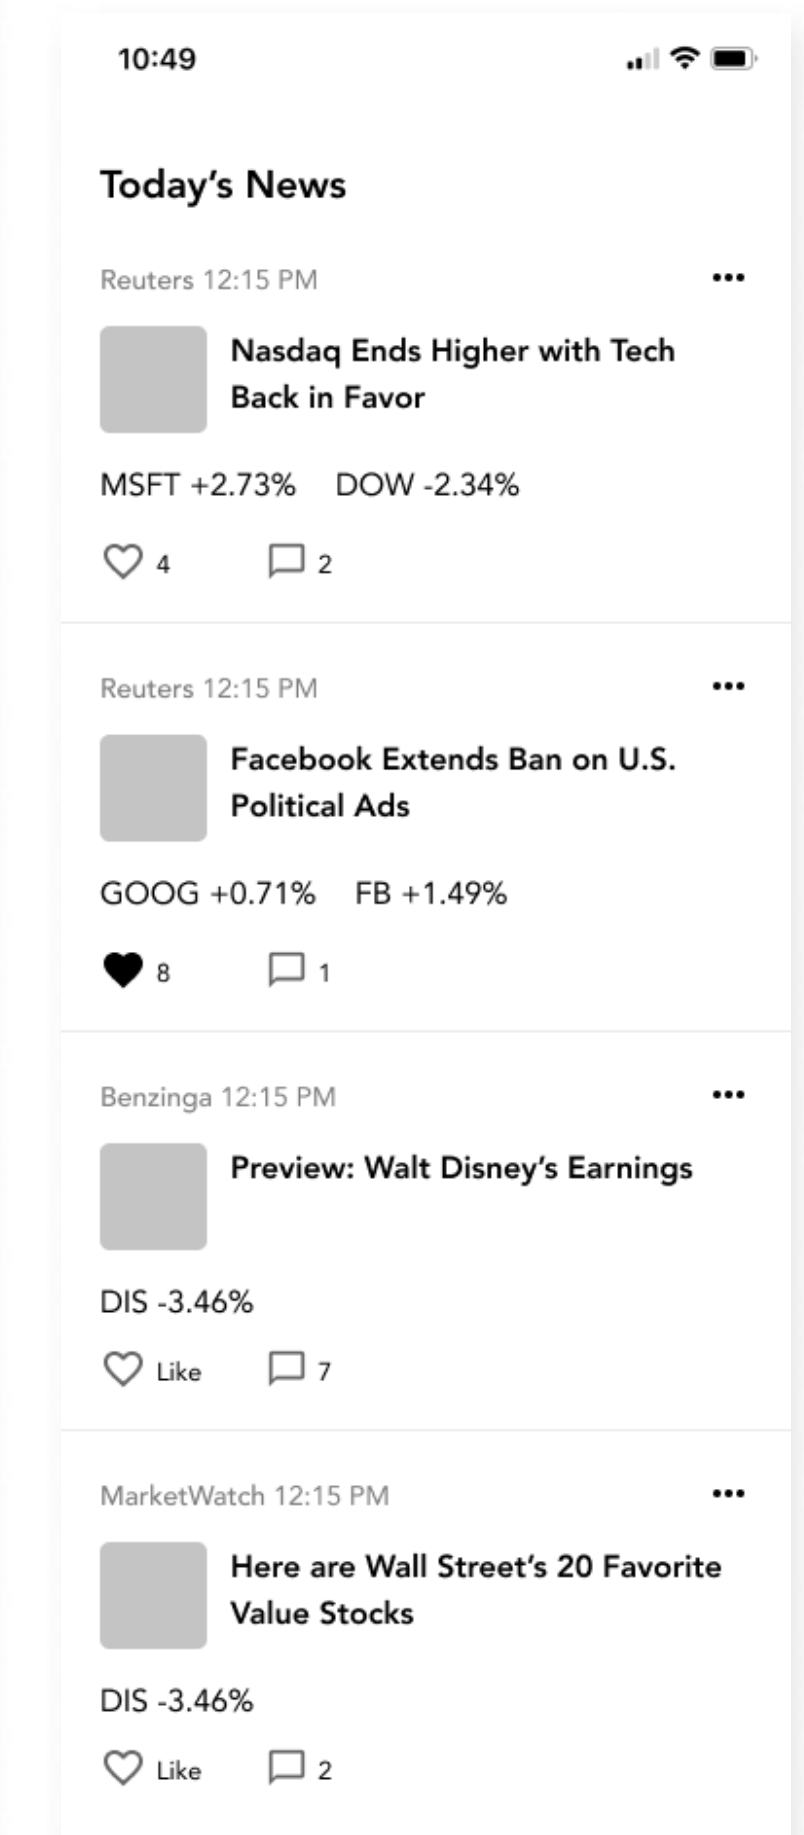 10:49
Today’s News
Reuters 12:15 PM
Nasdaq Ends Higher with Tech
Back in Favor
MSFT +2.73% DOW -2.34%
4 2
Reuters 12:15 PM
Facebook Extends Ban on U.S.
Political Ads
GOOG +0.71% FB +1.49%
8 1
Benzinga 12:15 PM
Preview: Walt Disney’s Earnings
DIS -3.46%
Like 7
MarketWatch 12:15 PM
Here are Wall Street’s 20 Favorite
Value Stocks
DIS -3.46%
Like 2